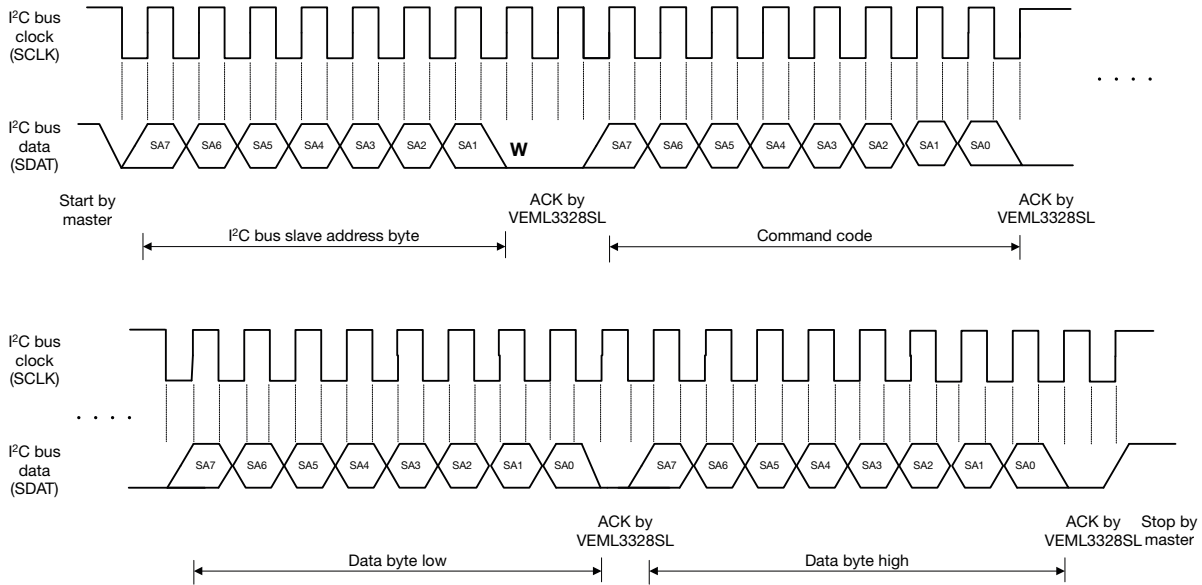 I²C bus
clock
(SCLK)
. . . .
I²C bus
data
(SDAT)
SA7 SA6 SA5 SA4 SA3 SA2 SA1 W SA7 SA6 SA5 SA4 SA3 SA2 SA1 SA0
Start by
master
ACK by
VEML3328SL
ACK by
VEML3328SL
I²C bus slave address byte
Command code
I²C bus
clock
(SCLK)
. . . .
I²C bus
data
(SDAT)
SA7 SA6 SA5 SA4 SA3 SA2 SA1 SA0 SA7 SA6 SA5 SA4 SA3 SA2 SA1 SA0
ACK by
VEML3328SL
ACK by
VEML3328SL
Stop by
master
Data byte low
Data byte high